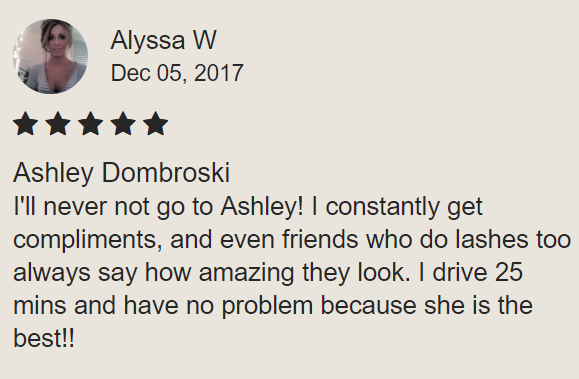 Alyssa W
Dec 05, 2017
Ashley Dombroski
I'll never not go to Ashley! I constantly get
compliments, and even friends who do lashes too
always say how amazing they look. I drive 25
mins and have no problem because she is the
best!!